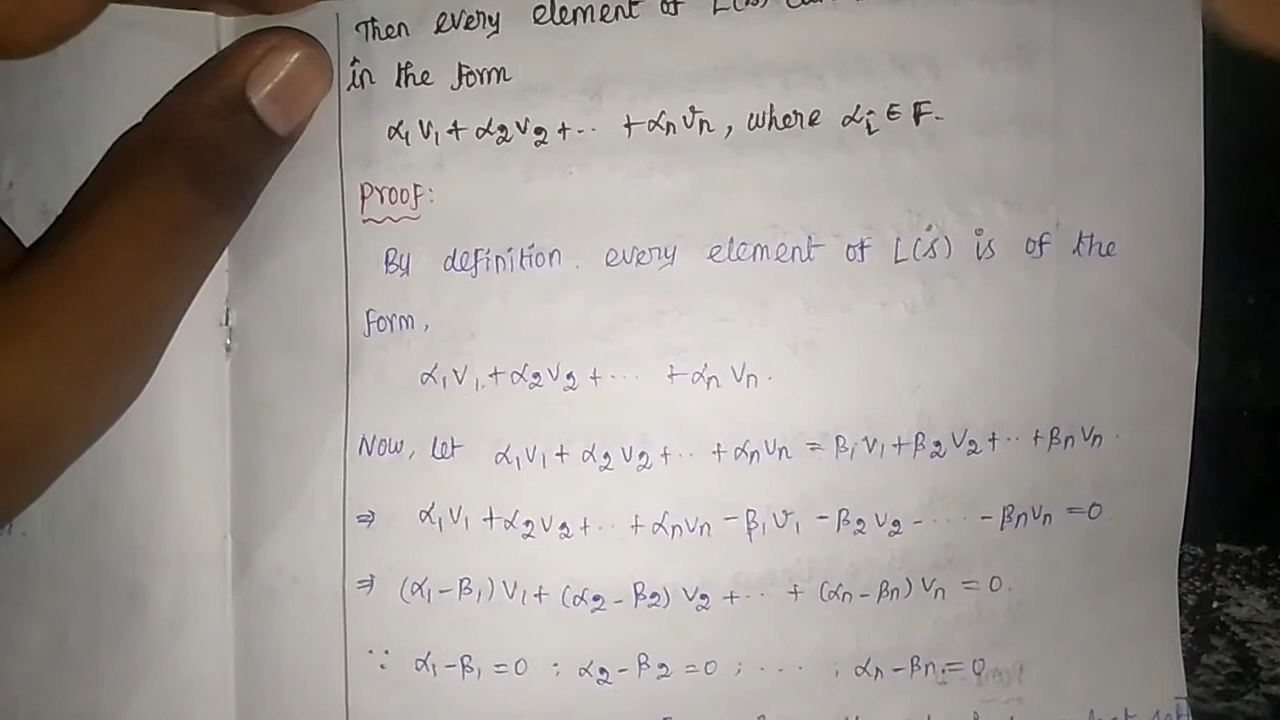 Then every element of L(S)
in the form
α₁v₁ + α₂v₂ + ·· + αₙvₙ, where αᵢ ∈ F.
Proof:
By definition. every element of L(S) is of the
form,
α₁v₁ + α₂v₂ + ··· + αₙvₙ.
Now, let α₁v₁ + α₂v₂ + ·· + αₙvₙ = β₁v₁ + β₂v₂ + ·· + βₙvₙ.
⇒ α₁v₁ + α₂v₂ + ·· + αₙvₙ - β₁v₁ - β₂v₂ - ···· - βₙvₙ = 0.
⇒ (α₁ - β₁)v₁ + (α₂ - β₂)v₂ + ·· + (αₙ - βₙ)vₙ = 0.
∵ α₁ - β₁ = 0 ; α₂ - β₂ = 0 ; ···· ; αₙ - βₙ = 0